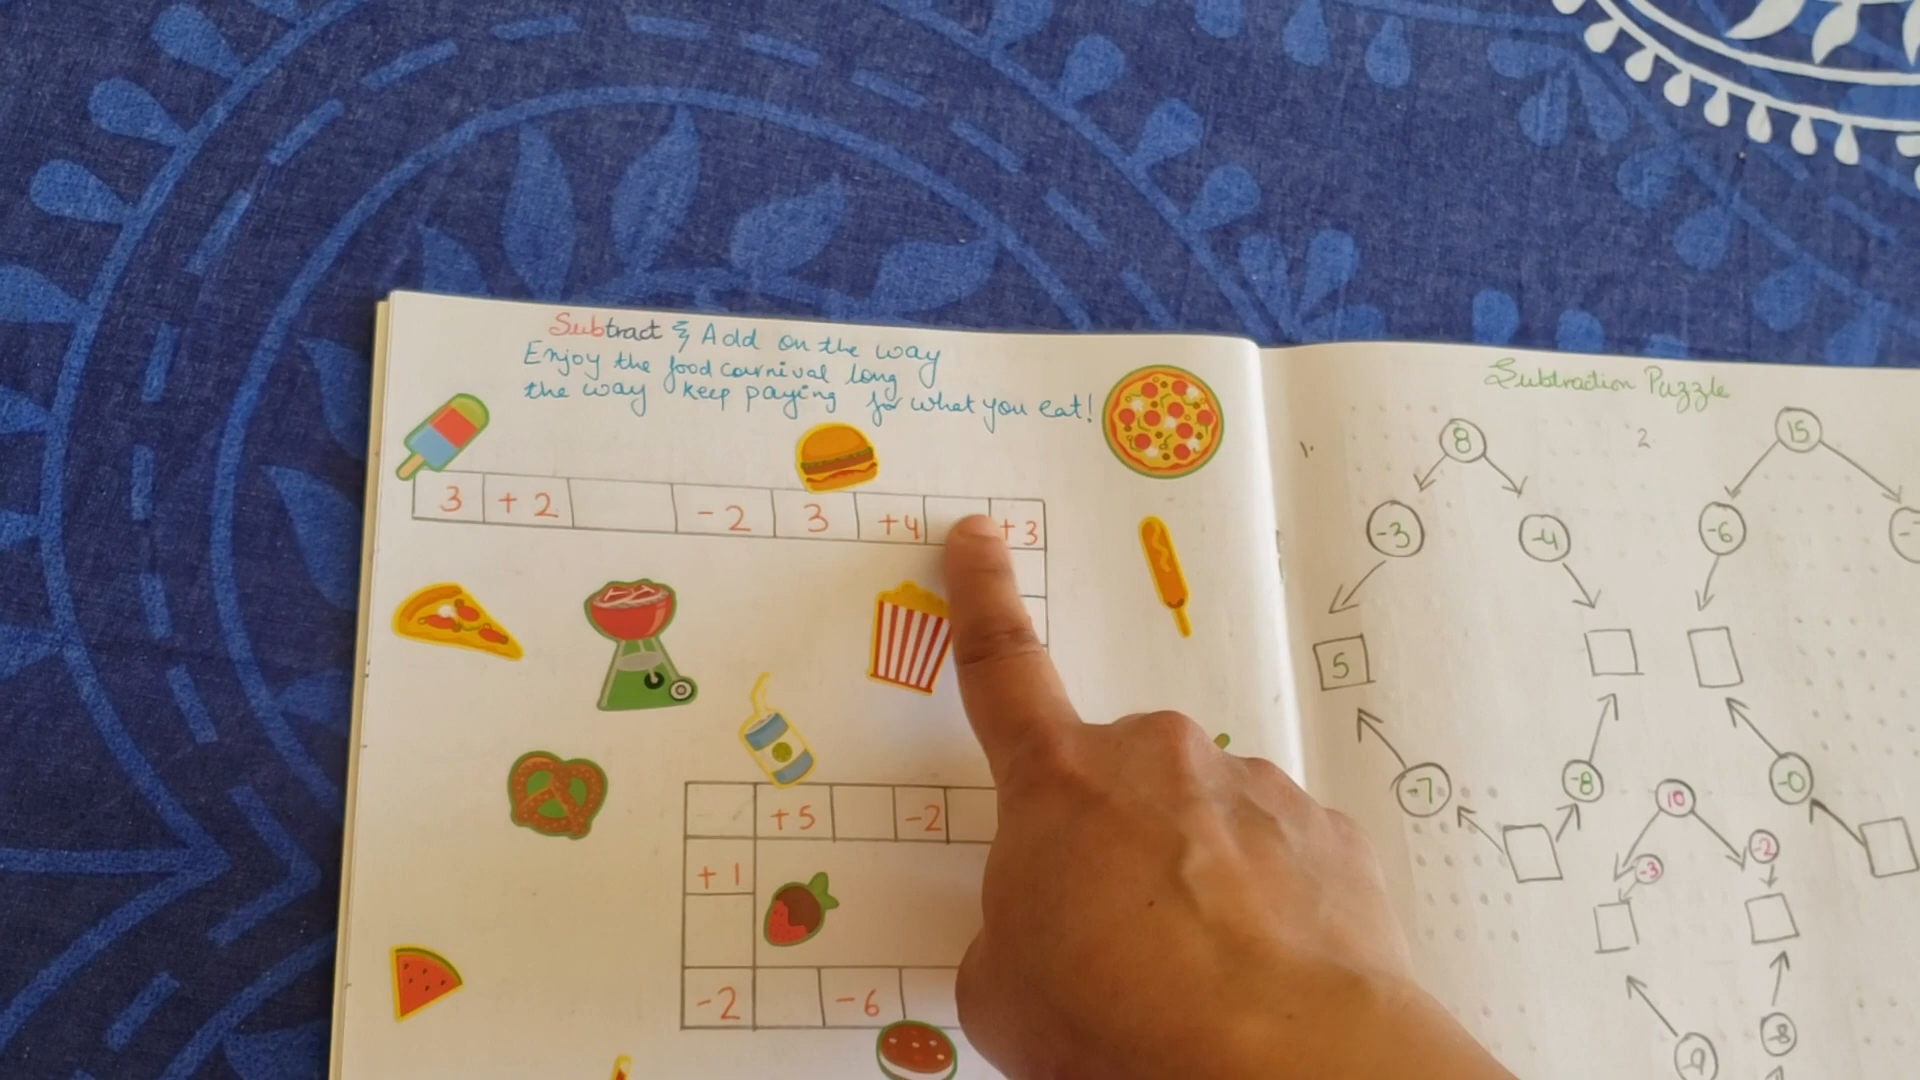 Subtract & Add on the way
Enjoy the food carnival long
the way keep paying for what you eat!
3 +2 -2 3 +4 +3
+5 -2
+1
-2 -6
Subtraction Puzzle
1. 8
-3 -4
5
-7 -8
2 15
-6
-0
10
-3 -2
-9 -8